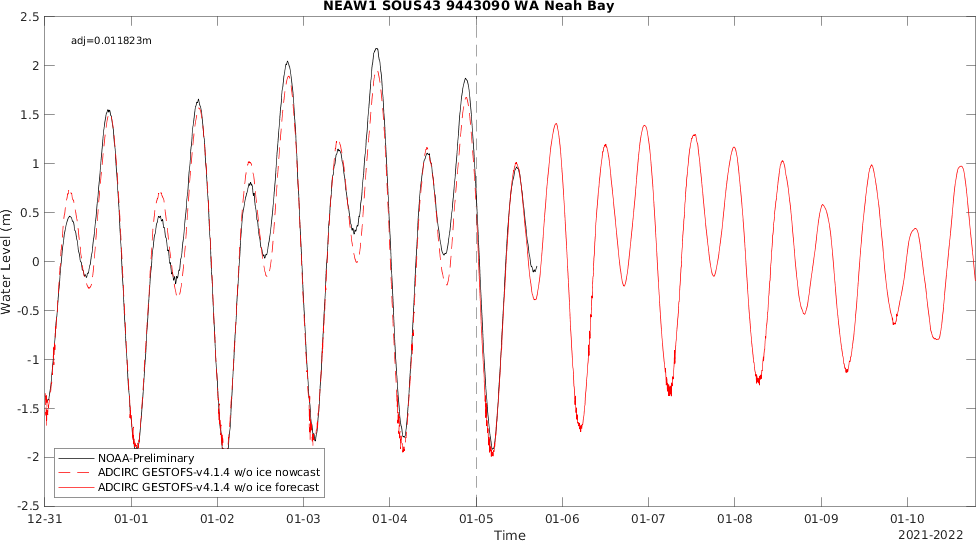 NEAW1 SOUS43 9443090 WA Neah Bay
adj=0.011823m
Water Level (m)
2.5
2
1.5
1
0.5
0
-0.5
-1
-1.5
-2
-2.5
NOAA-Preliminary
ADCIRC GESTOFS-v4.1.4 w/o ice nowcast
ADCIRC GESTOFS-v4.1.4 w/o ice forecast
12-31 01-01 01-02 01-03 01-04 01-05 01-06 01-07 01-08 01-09 01-10
Time
2021-2022